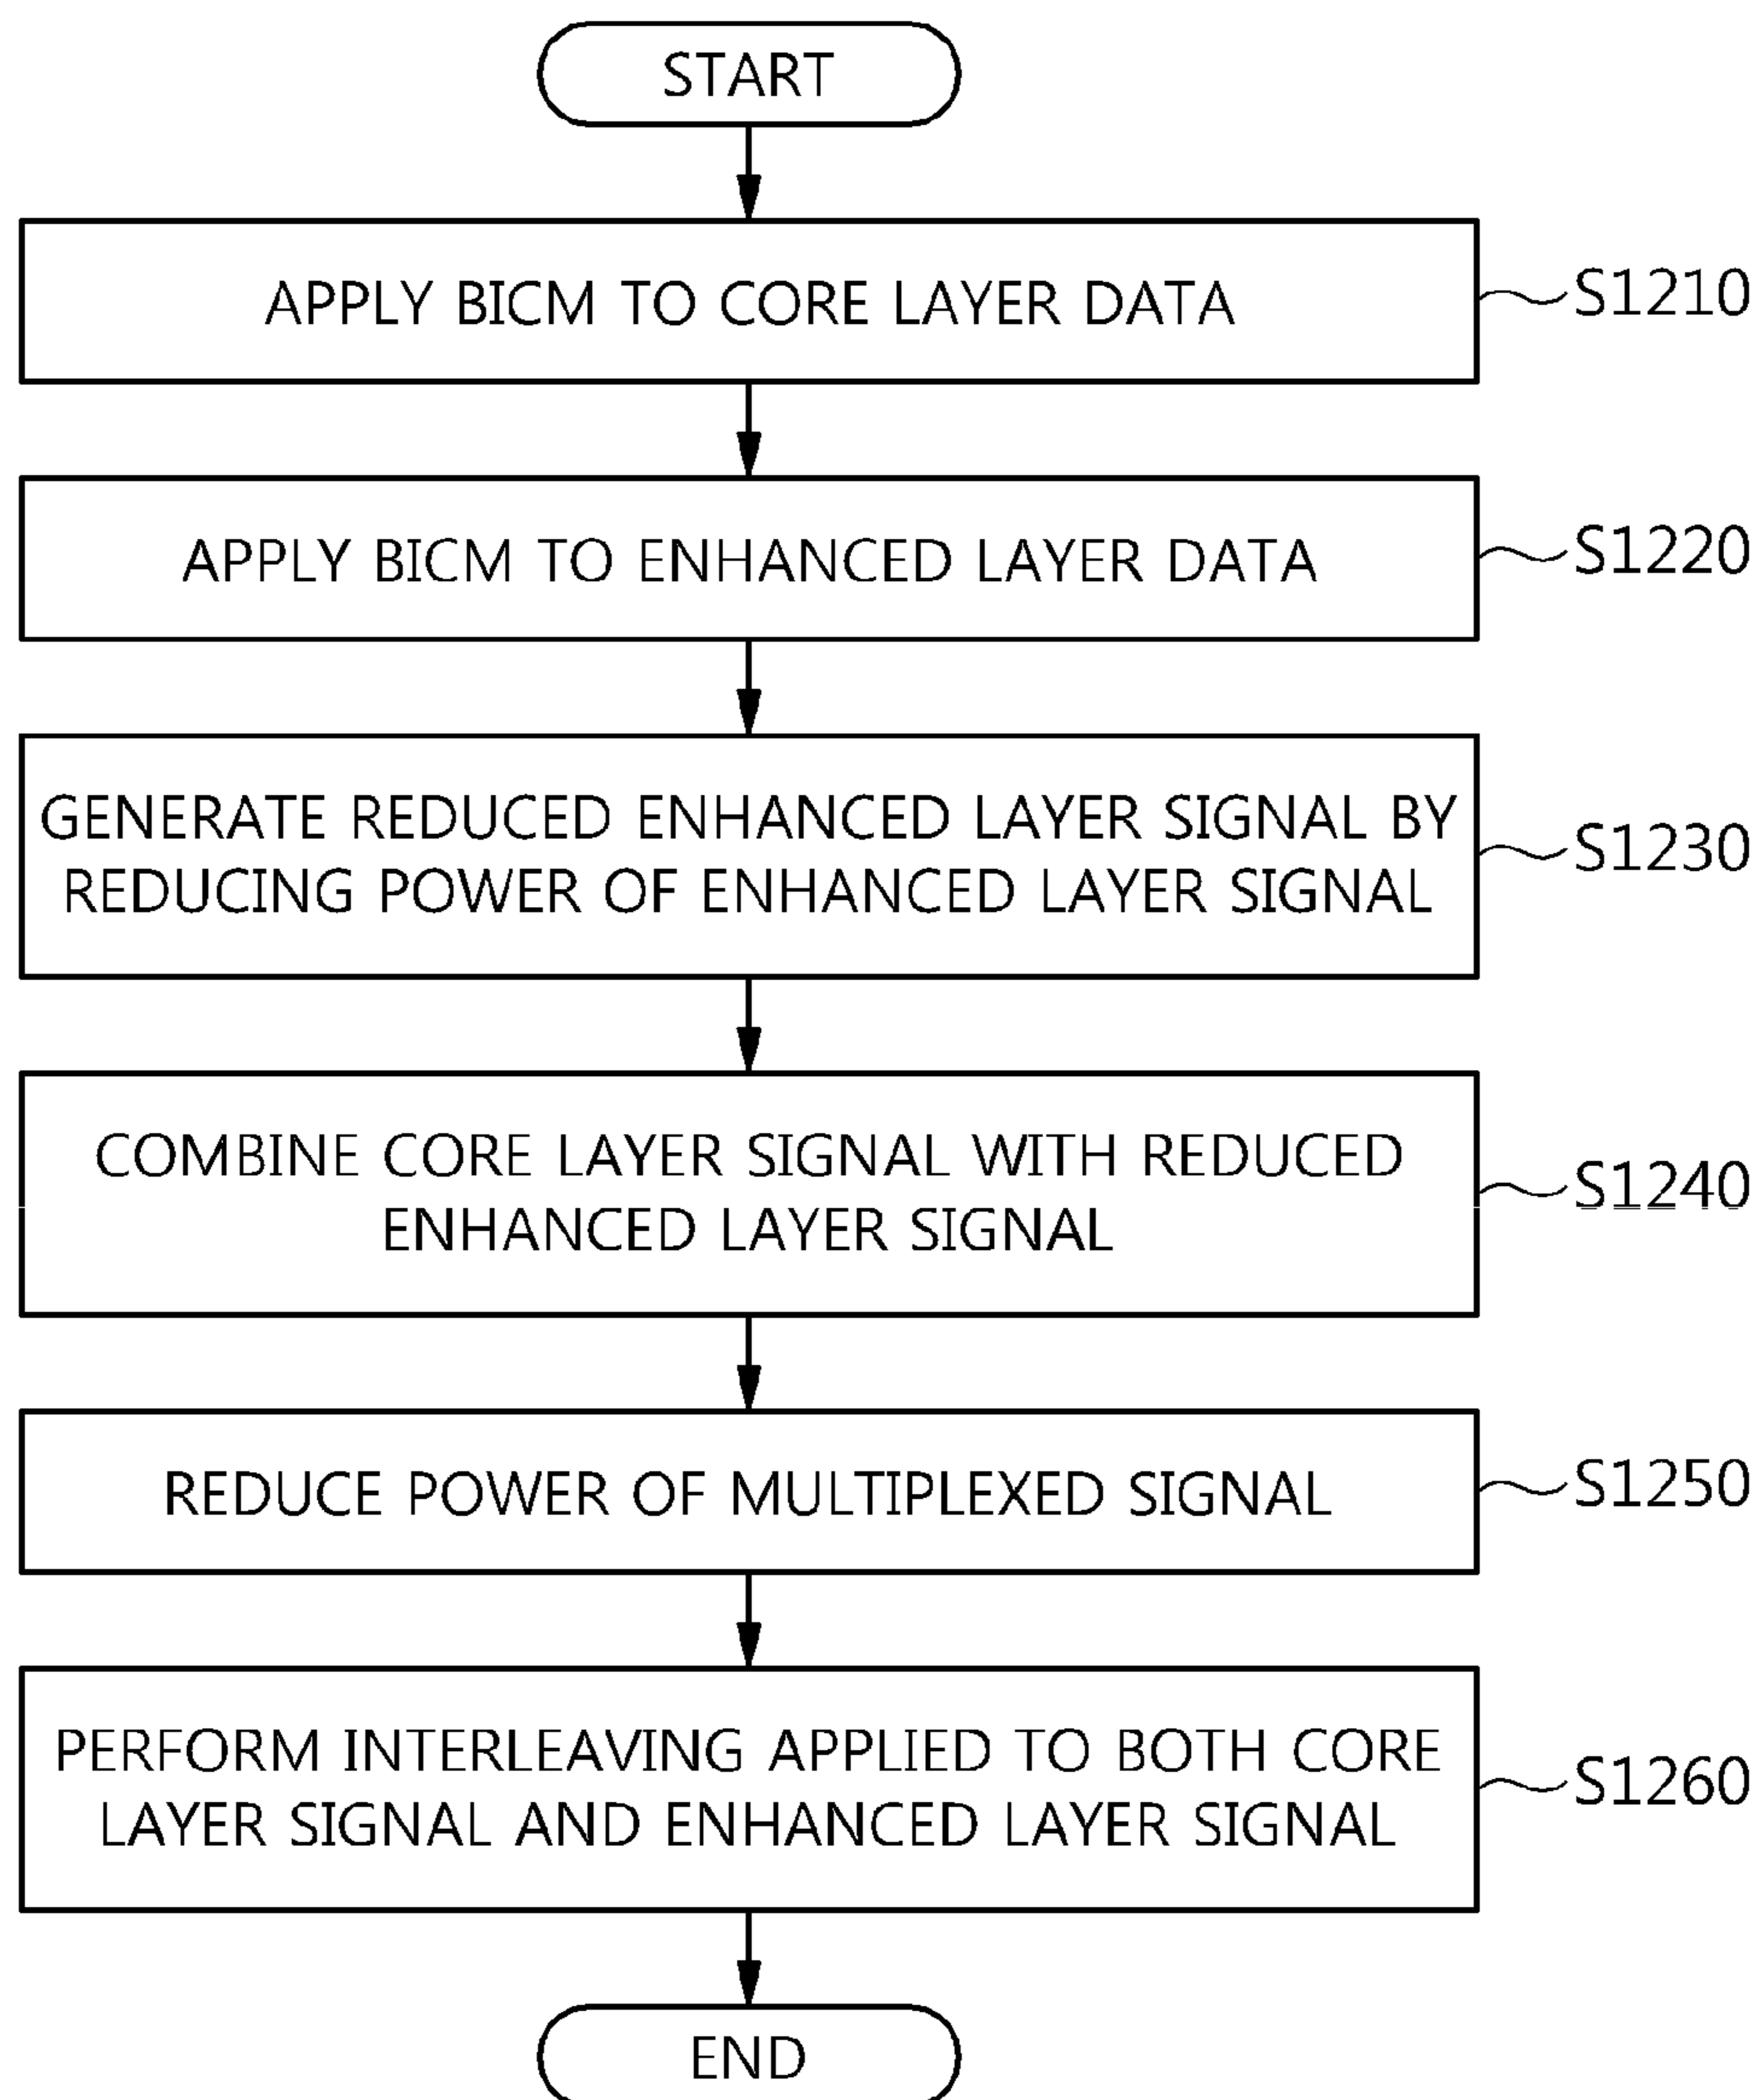 START
APPLY BICM TO CORE LAYER DATA
S1210
APPLY BICM TO ENHANCED LAYER DATA
S1220
GENERATE REDUCED ENHANCED LAYER SIGNAL BY
REDUCING POWER OF ENHANCED LAYER SIGNAL
S1230
COMBINE CORE LAYER SIGNAL WITH REDUCED
ENHANCED LAYER SIGNAL
S1240
REDUCE POWER OF MULTIPLEXED SIGNAL
S1250
PERFORM INTERLEAVING APPLIED TO BOTH CORE
LAYER SIGNAL AND ENHANCED LAYER SIGNAL
S1260
END